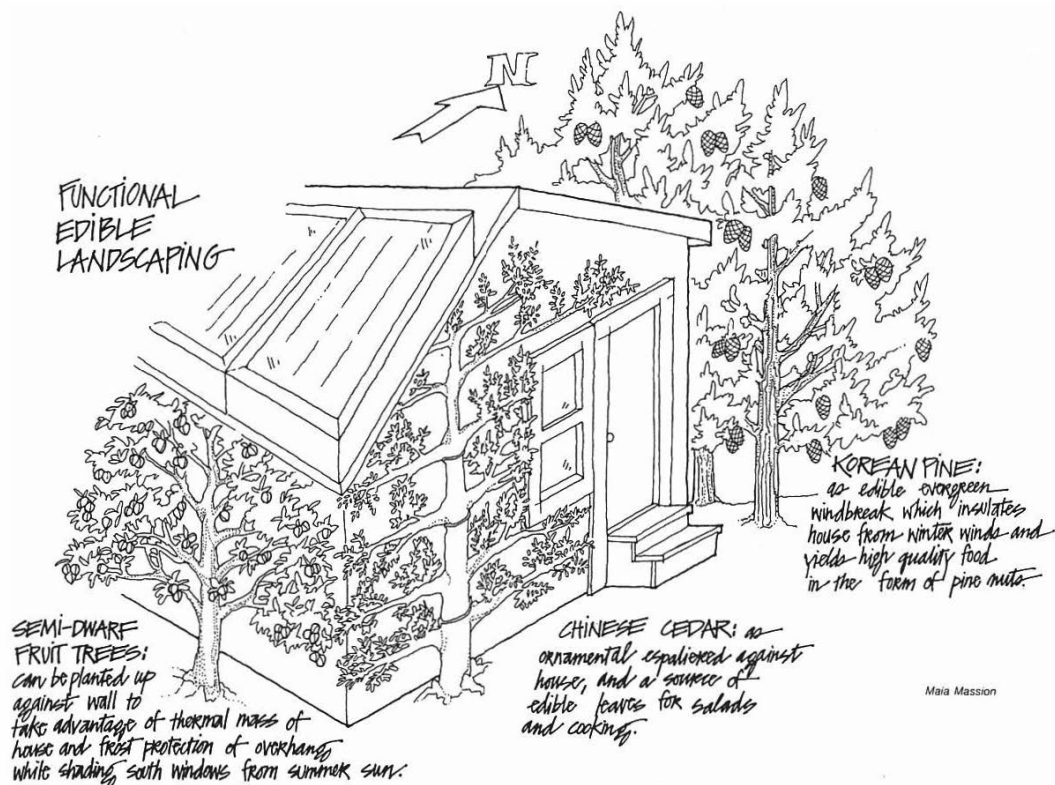 N
FUNCTIONAL
EDIBLE
LANDSCAPING
KOREAN PINE:
as edible evergreen
windbreak which insulates
house from winter winds and
yields high quality food
in the form of pine nuts.
SEMI-DWARF
FRUIT TREES:
can be planted up
against wall to
take advantage of thermal mass of
house and frost protection of overhang,
while shading south windows from summer sun.
CHINESE CEDAR: as
ornamental espaliered against
house, and a source of
edible leaves for salads
and cooking.
Maia Massion